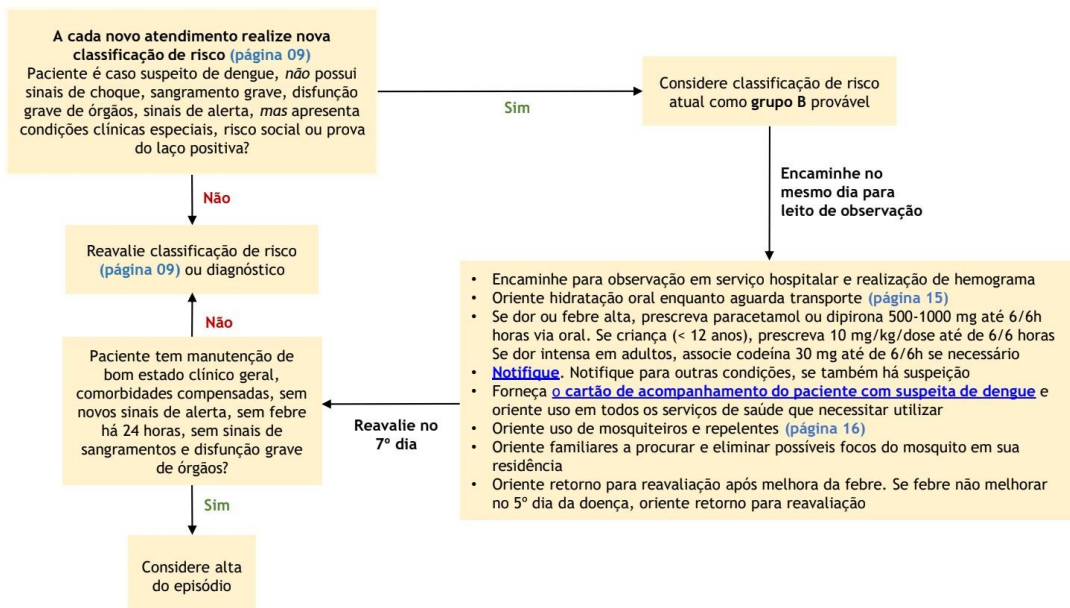 A cada novo atendimento realize nova
classificação de risco (página 09)
Paciente é caso suspeito de dengue, não possui
sinais de choque, sangramento grave, disfunção
grave de órgãos, sinais de alerta, mas apresenta
condições clínicas especiais, risco social ou prova
do laço positiva?
Sim
Considere classificação de risco
atual como grupo B provável
Não
Encaminhe no
mesmo dia para
leito de observação
Reavalie classificação de risco
(página 09) ou diagnóstico
• Encaminhe para observação em serviço hospitalar e realização de hemograma
• Oriente hidratação oral enquanto aguarda transporte (página 15)
• Se dor ou febre alta, prescreva paracetamol ou dipirona 500-1000 mg até 6/6h
horas via oral. Se criança (< 12 anos), prescreva 10 mg/kg/dose até de 6/6 horas
Se dor intensa em adultos, associe codeína 30 mg até de 6/6h se necessário
• Notifique. Notifique para outras condições, se também há suspeição
• Forneça o cartão de acompanhamento do paciente com suspeita de dengue e
oriente uso em todos os serviços de saúde que necessitar utilizar
• Oriente uso de mosquiteiros e repelentes (página 16)
• Oriente familiares a procurar e eliminar possíveis focos do mosquito em sua
residência
• Oriente retorno para reavaliação após melhora da febre. Se febre não melhorar
no 5º dia da doença, oriente retorno para reavaliação
Reavalie no
7º dia
Não
Paciente tem manutenção de
bom estado clínico geral,
comorbidades compensadas, sem
novos sinais de alerta, sem febre
há 24 horas, sem sinais de
sangramentos e disfunção grave
de órgãos?
Sim
Considere alta
do episódio